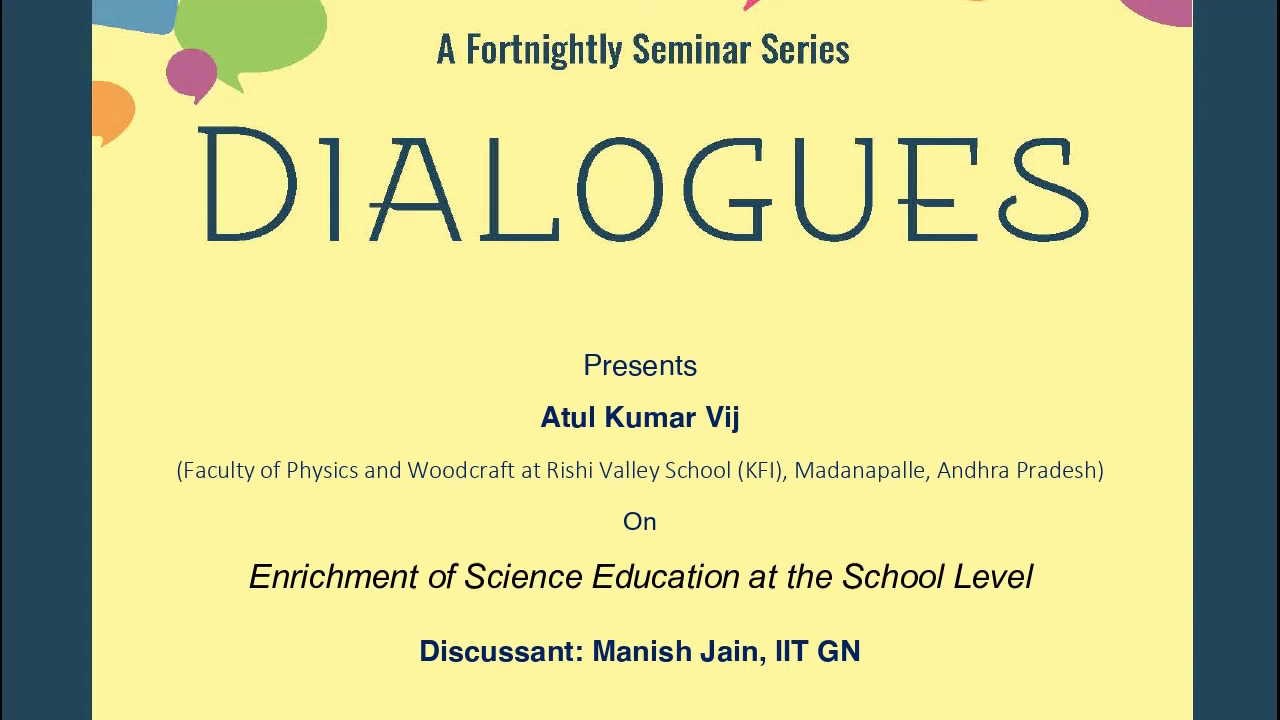 A Fortnightly Seminar Series
DIALOGUES
Presents
Atul Kumar Vij
(Faculty of Physics and Woodcraft at Rishi Valley School (KFI), Madanapalle, Andhra Pradesh)
On
Enrichment of Science Education at the School Level
Discussant: Manish Jain, IIT GN